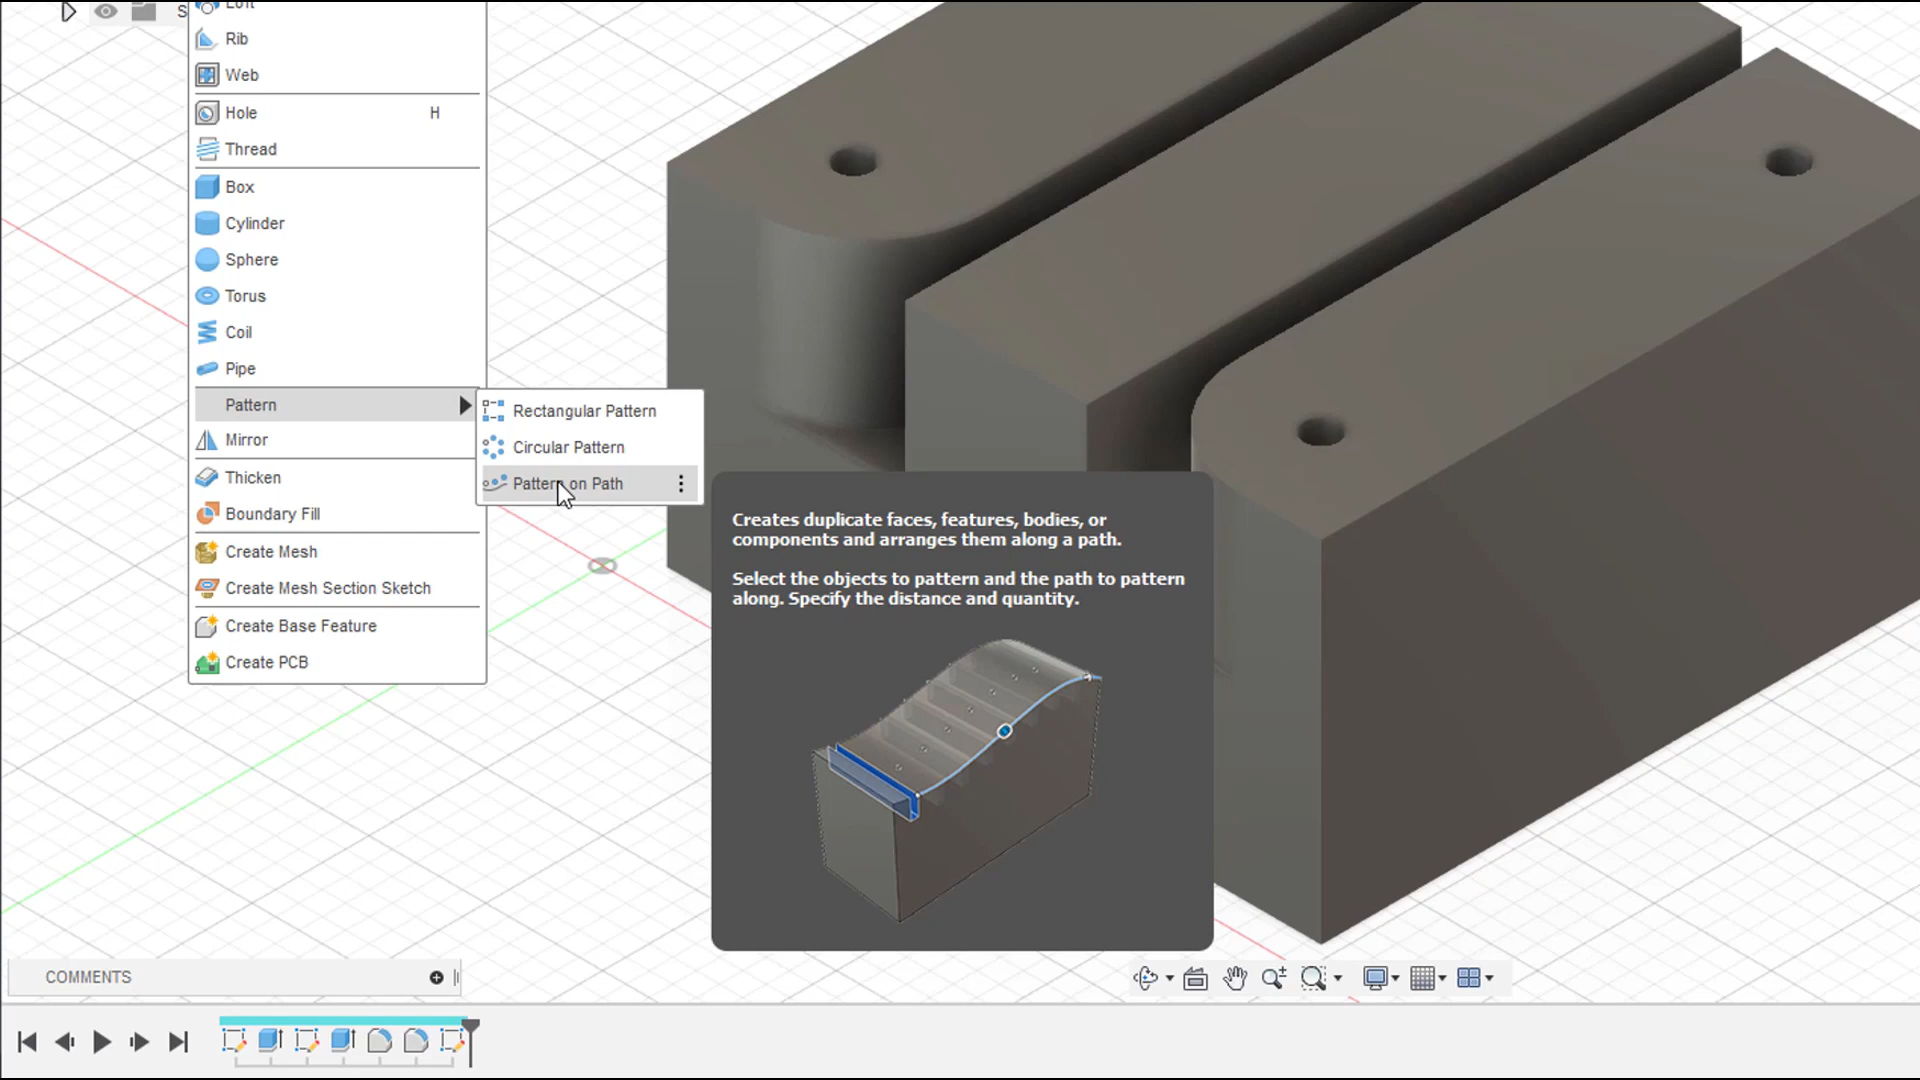 Loft
Rib
Web
Hole H
Thread
Box
Cylinder
Sphere
Torus
Coil
Pipe
Pattern
Mirror
Thicken
Boundary Fill
Create Mesh
Create Mesh Section Sketch
Create Base Feature
Create PCB
Rectangular Pattern
Circular Pattern
Pattern on Path
Creates duplicate faces, features, bodies, or
components and arranges them along a path.
Select the objects to pattern and the path to pattern
along. Specify the distance and quantity.
COMMENTS